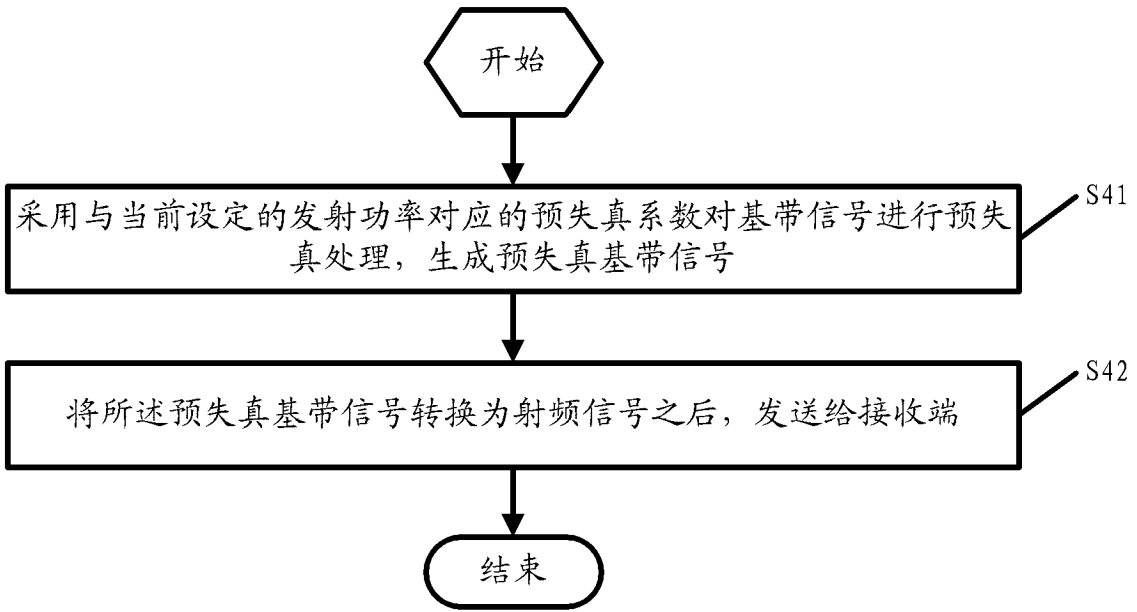 开始
采用与当前设定的发射功率对应的预失真系数对基带信号进行预失
真处理，生成预失真基带信号
S41
将所述预失真基带信号转换为射频信号之后，发送给接收端
S42
结束